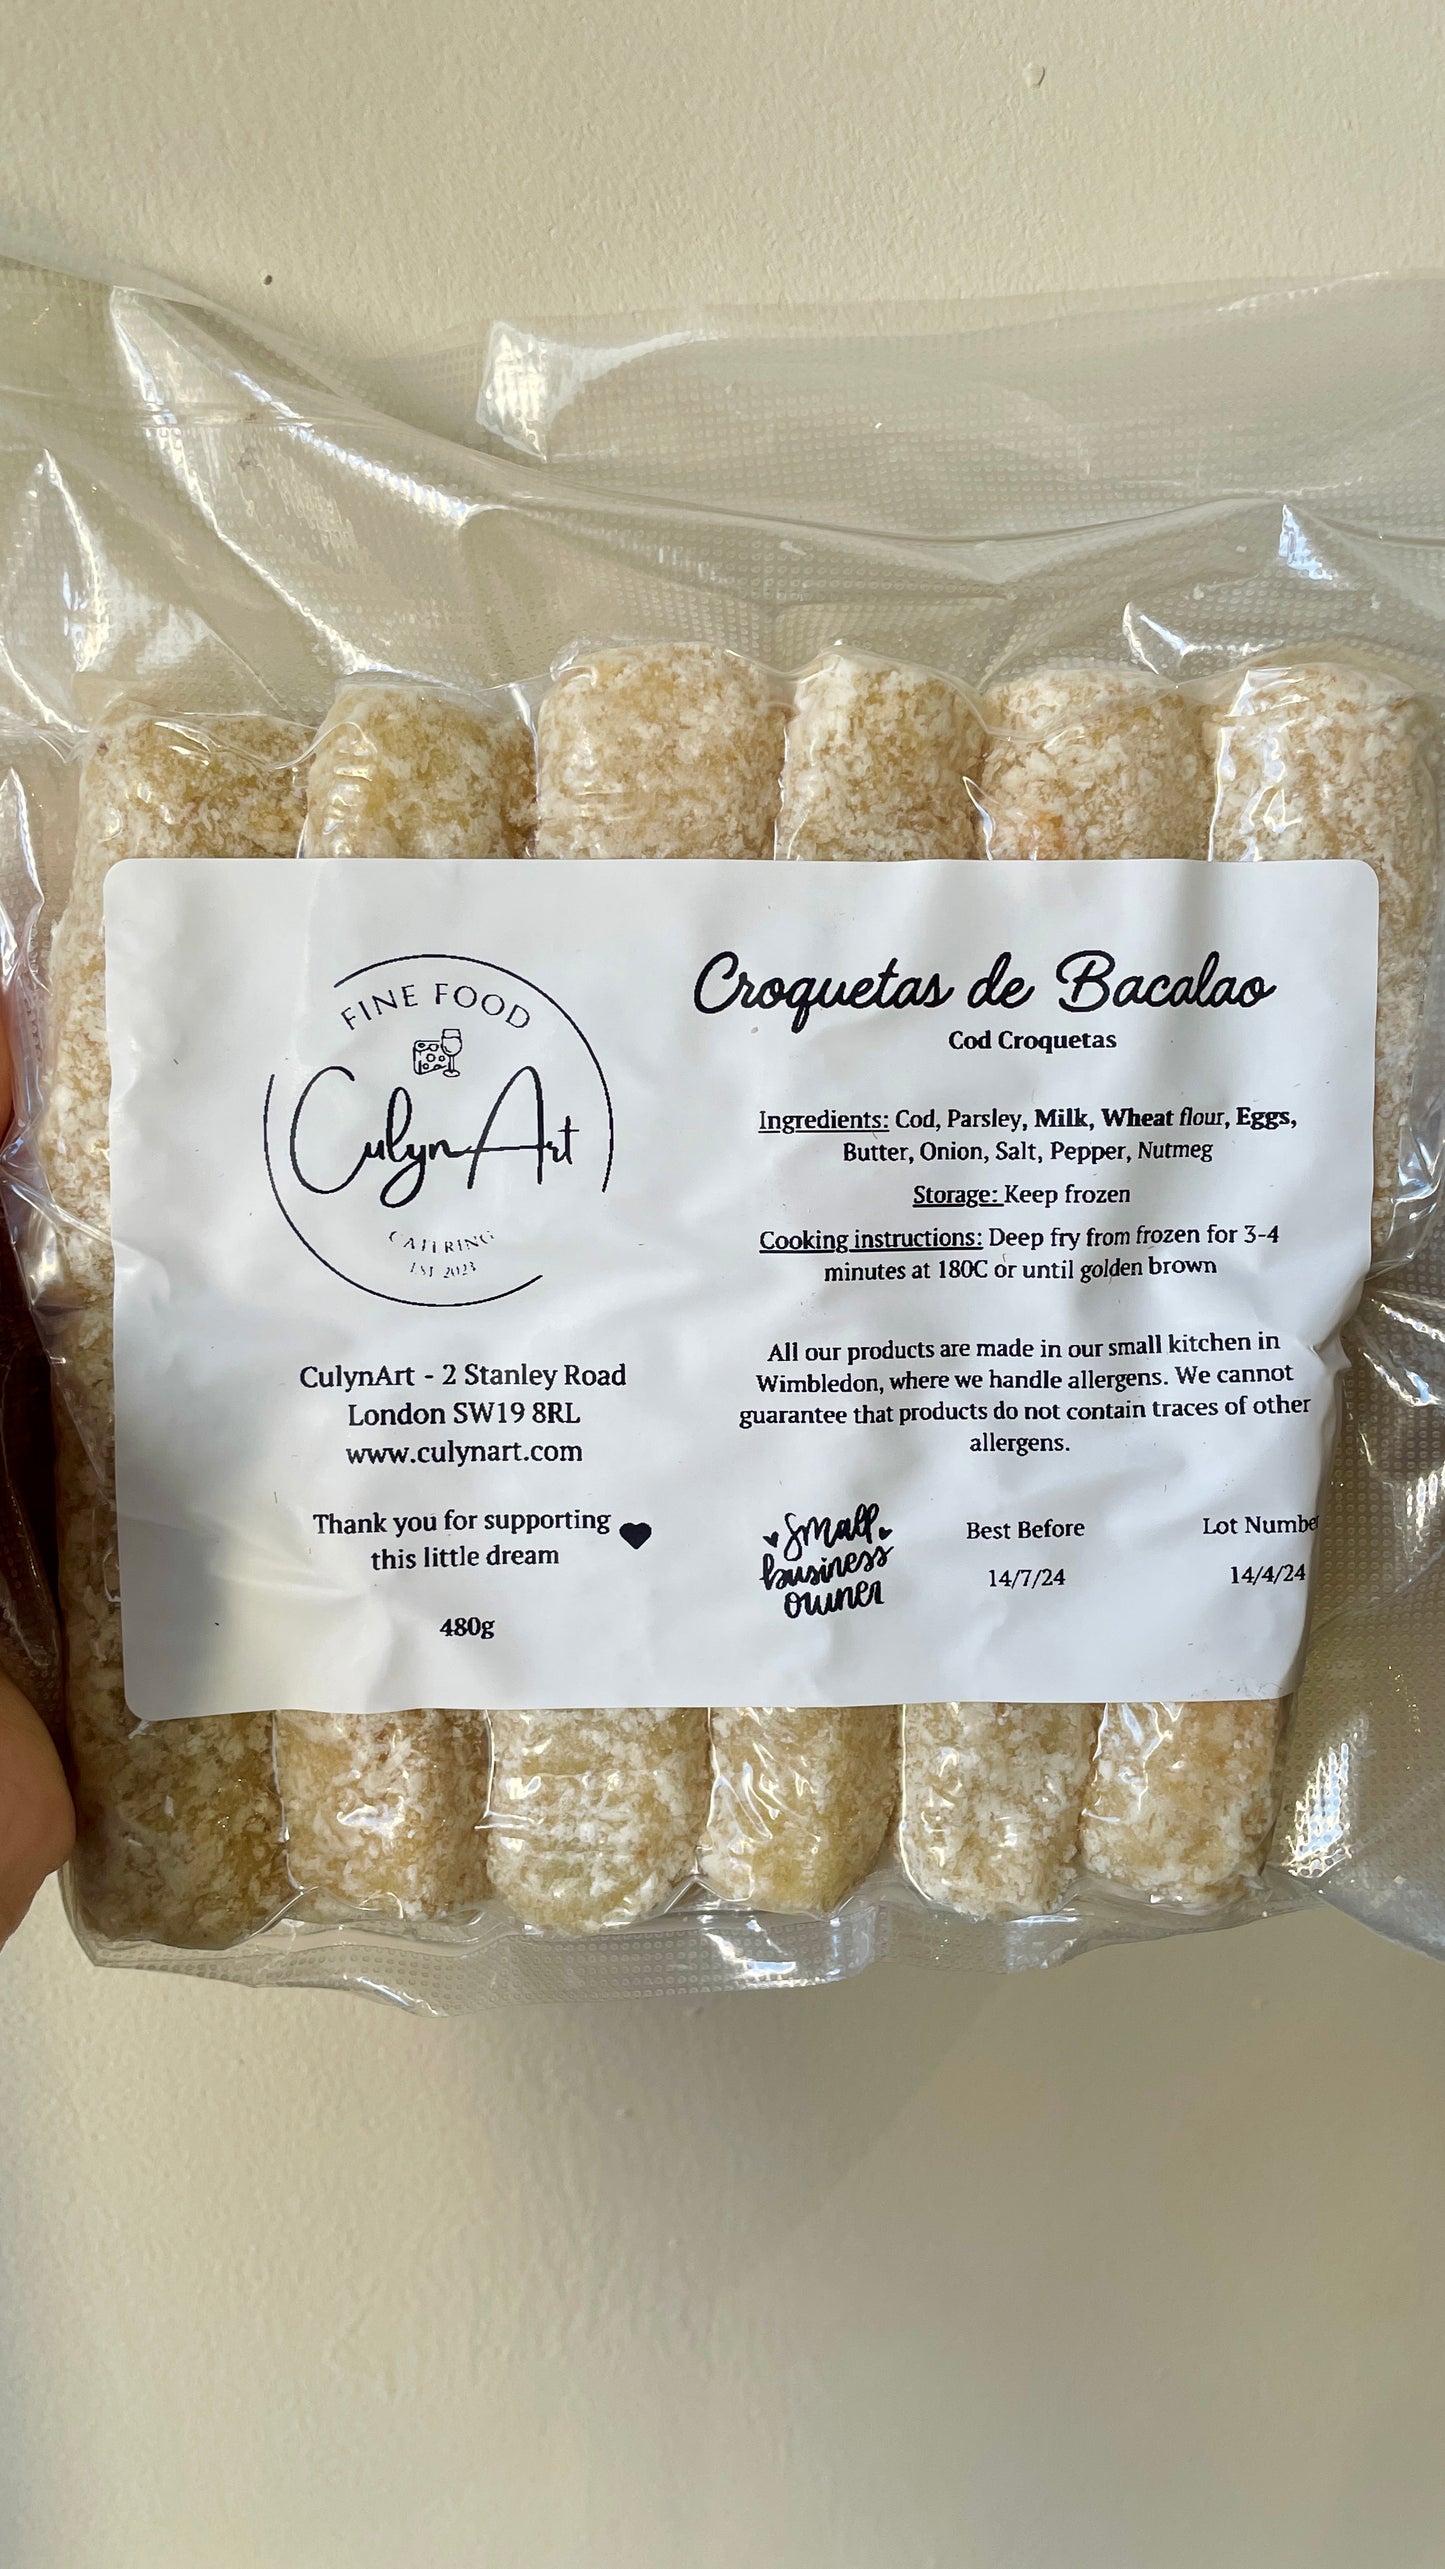 FINE FOOD
CulynArt
CATERING
EST 2023
CulynArt - 2 Stanley Road
London SW19 8RL
www.culynart.com
Thank you for supporting
this little dream
480g
Croquetas de Bacalao
Cod Croquetas
Ingredients: Cod, Parsley, Milk, Wheat flour, Eggs,
Butter, Onion, Salt, Pepper, Nutmeg
Storage: Keep frozen
Cooking instructions: Deep fry from frozen for 3-4
minutes at 180C or until golden brown
All our products are made in our small kitchen in
Wimbledon, where we handle allergens. We cannot
guarantee that products do not contain traces of other
allergens.
Small
business
owner
Best Before
14/7/24
Lot Number
14/4/24